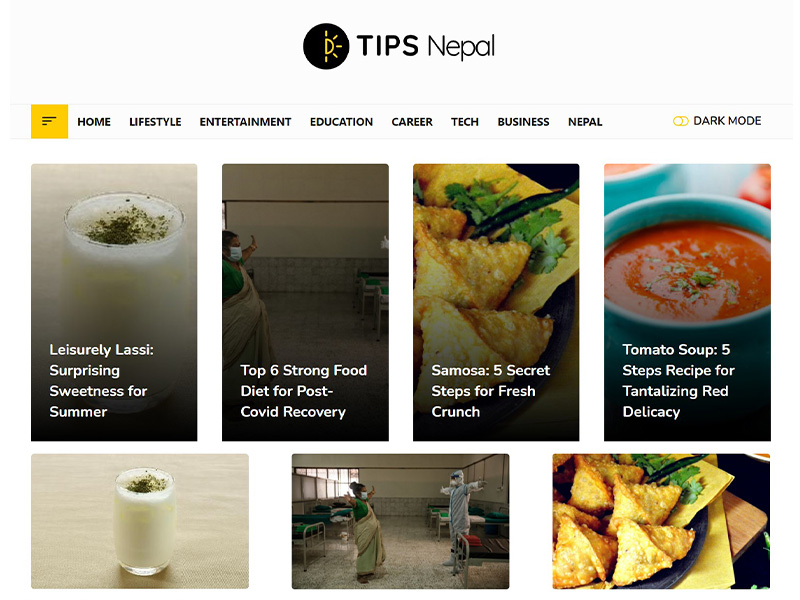 TIPS Nepal
HOME LIFESTYLE ENTERTAINMENT EDUCATION CAREER TECH BUSINESS NEPAL DARK MODE
Leisurely Lassi:
Surprising
Sweetness for
Summer
Top 6 Strong Food
Diet for Post-
Covid Recovery
Samosa: 5 Secret
Steps for Fresh
Crunch
Tomato Soup: 5
Steps Recipe for
Tantalizing Red
Delicacy